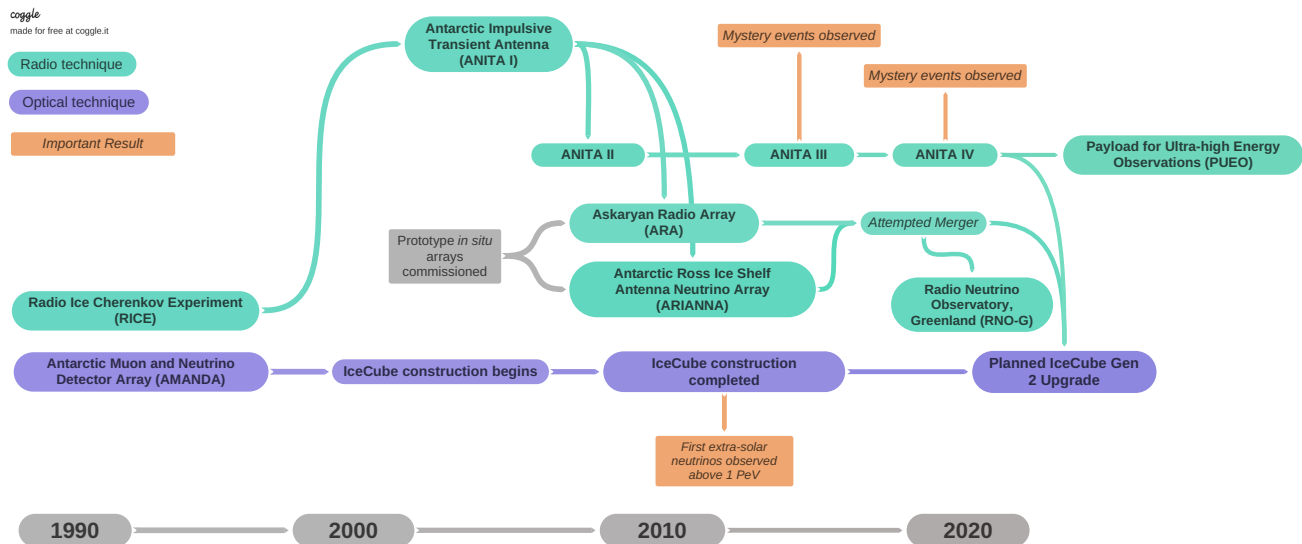 coggle
made for free at coggle.it
Radio technique
Optical technique
Important Result
Antarctic Impulsive
Transient Antenna
(ANITA I)
Mystery events observed
Mystery events observed
ANITA II
ANITA III
ANITA IV
Payload for Ultra-high Energy
Observations (PUEO)
Prototype in situ
arrays
commissioned
Askaryan Radio Array
(ARA)
Attempted Merger
Antarctic Ross Ice Shelf
Antenna Neutrino Array
(ARIANNA)
Radio Neutrino
Observatory,
Greenland (RNO-G)
Radio Ice Cherenkov Experiment
(RICE)
Antarctic Muon and Neutrino
Detector Array (AMANDA)
IceCube construction begins
IceCube construction
completed
Planned IceCube Gen
2 Upgrade
First extra-solar
neutrinos observed
above 1 PeV
1990
2000
2010
2020